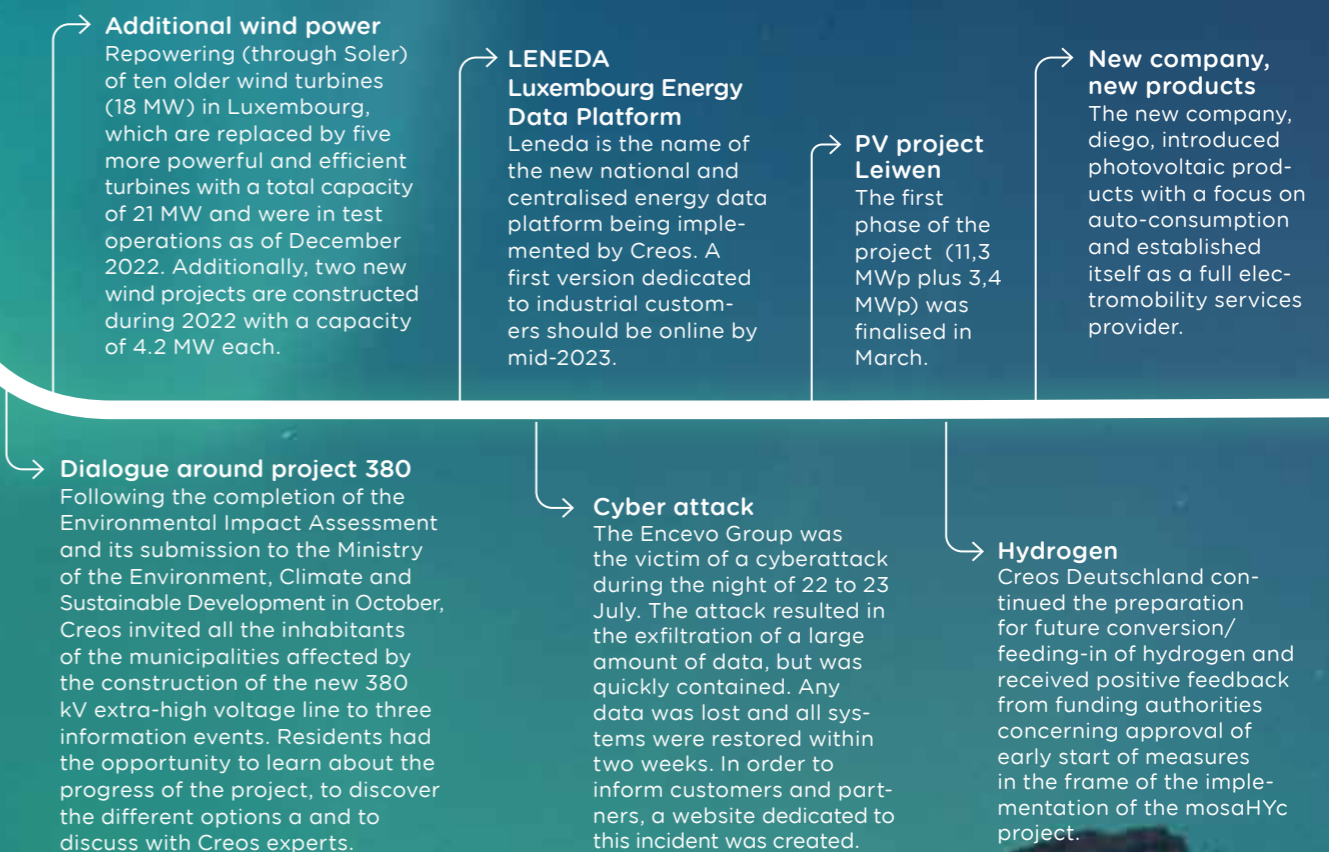 Additional wind power
Repowering (through Soler)
of ten older wind turbines
(18 MW) in Luxembourg,
which are replaced by five
more powerful and efficient
turbines with a total capacity
of 21 MW and were in test
operations as of December
2022. Additionally, two new
wind projects are constructed
during 2022 with a capacity
of 4.2 MW each.
LENEDA
Luxembourg Energy
Data Platform
Leneda is the name of
the new national and
centralised energy data
platform being imple-
mented by Creos. A
first version dedicated
to industrial custom-
ers should be online by
mid-2023.
PV project
Leiwen
The first
phase of the
project (11,3
MWp plus 3,4
MWp) was
finalised in
March.
New company,
new products
The new company,
diego, introduced
photovoltaic prod-
ucts with a focus on
auto-consumption
and established
itself as a full elec-
tromobility services
provider.
Dialogue around project 380
Following the completion of the
Environmental Impact Assessment
and its submission to the Ministry
of the Environment, Climate and
Sustainable Development in October,
Creos invited all the inhabitants
of the municipalities affected by
the construction of the new 380
kV extra-high voltage line to three
information events. Residents had
the opportunity to learn about the
progress of the project, to discover
the different options a and to
discuss with Creos experts.
Cyber attack
The Encevo Group was
the victim of a cyberattack
during the night of 22 to 23
July. The attack resulted in
the exfiltration of a large
amount of data, but was
quickly contained. Any
data was lost and all sys-
tems were restored within
two weeks. In order to
inform customers and part-
ners, a website dedicated to
this incident was created.
Hydrogen
Creos Deutschland con-
tinued the preparation
for future conversion/
feeding-in of hydrogen and
received positive feedback
from funding authorities
concerning approval of
early start of measures
in the frame of the imple-
mentation of the mosaHYc
project.